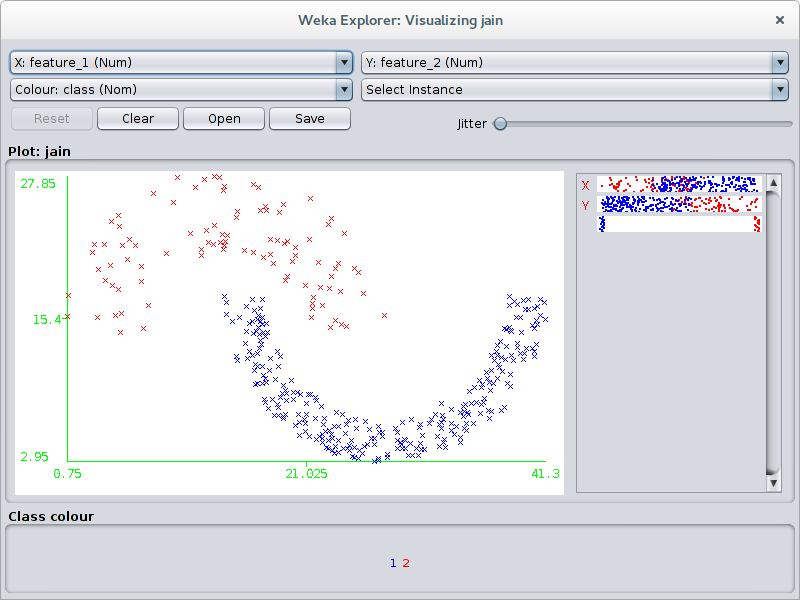 Weka Explorer: Visualizing jain
X: feature_1 (Num) Y: feature_2 (Num)
Colour: class (Nom) Select Instance
Reset Clear Open Save Jitter
Plot: jain
27.85
15.4
2.95
0.75 21.025 41.3
X
Y
Class colour
1 2